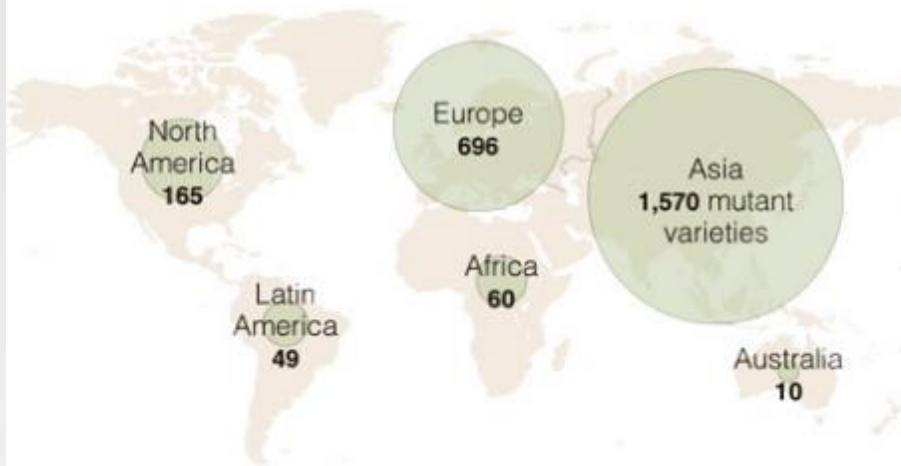 North
America
165
Europe
696
Asia
1,570 mutant
varieties
Africa
60
Latin
America
49
Australia
10